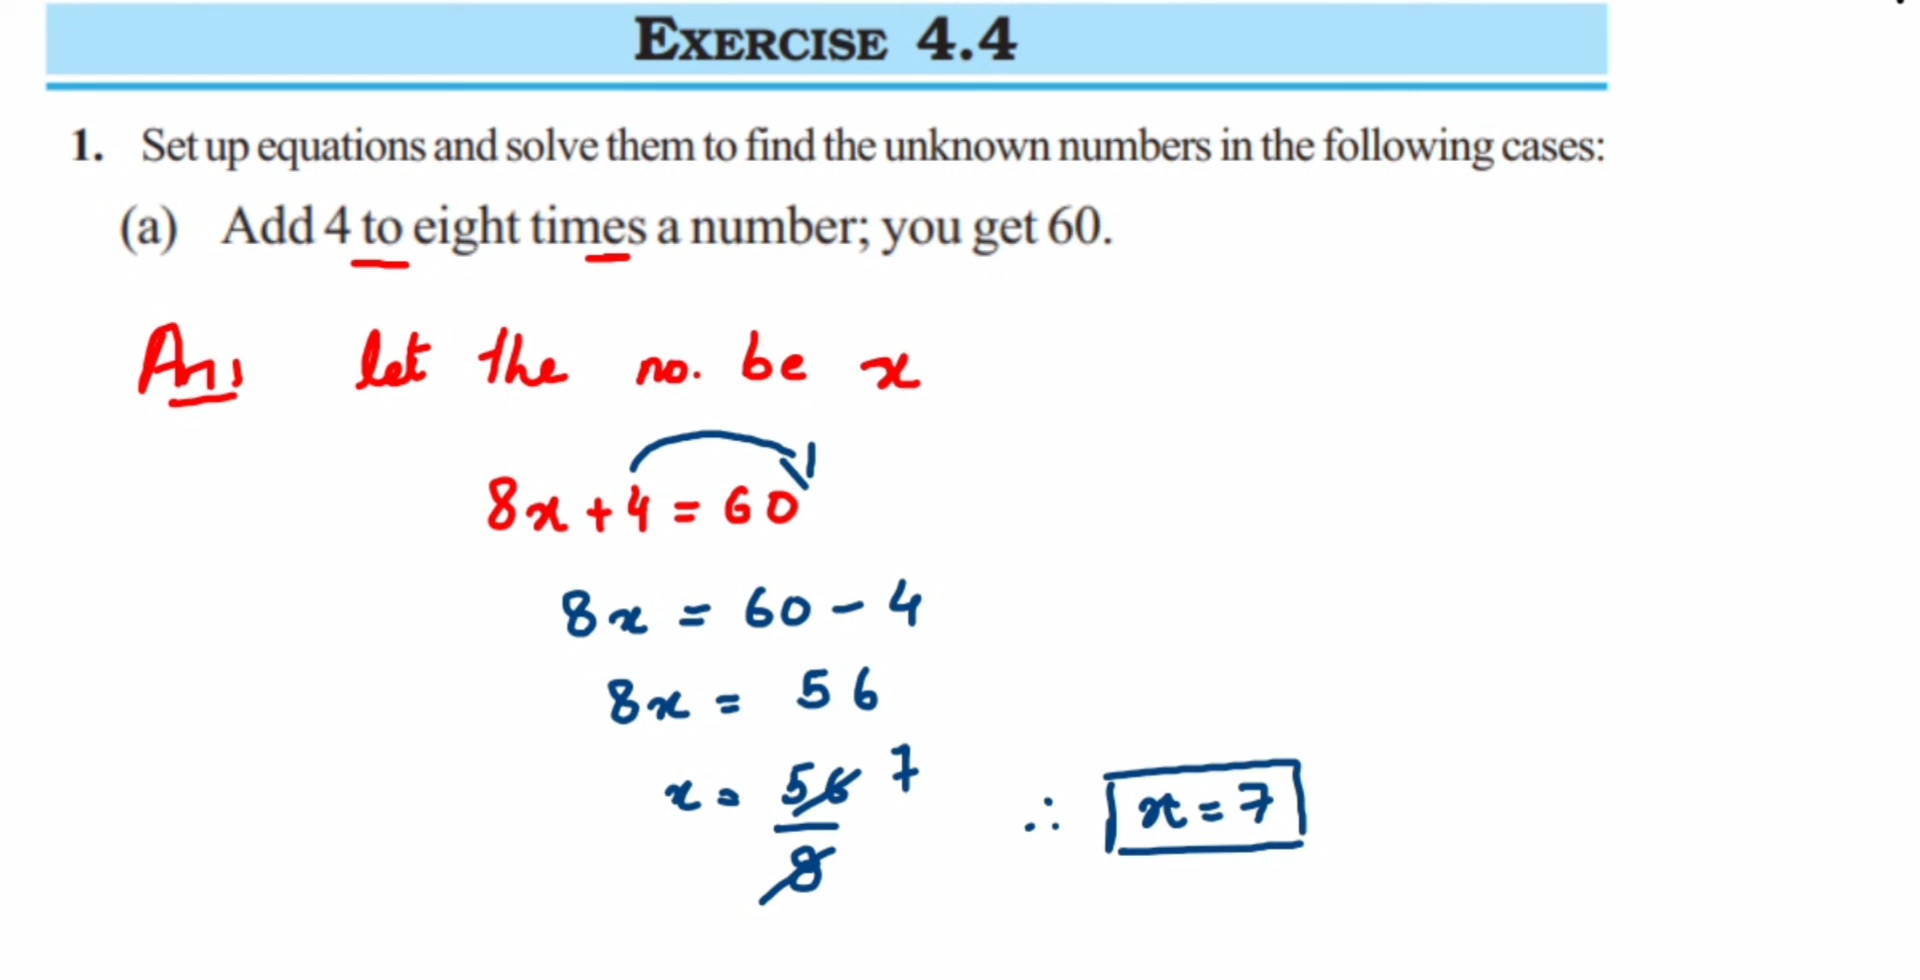 EXERCISE 4.4
1. Set up equations and solve them to find the unknown numbers in the following cases:
(a) Add 4 to eight times a number; you get 60.
Ans let the no. be x
8x + 4 = 60
8x = 60 - 4
8x = 56
x = 56/8 7 ∴ x = 7